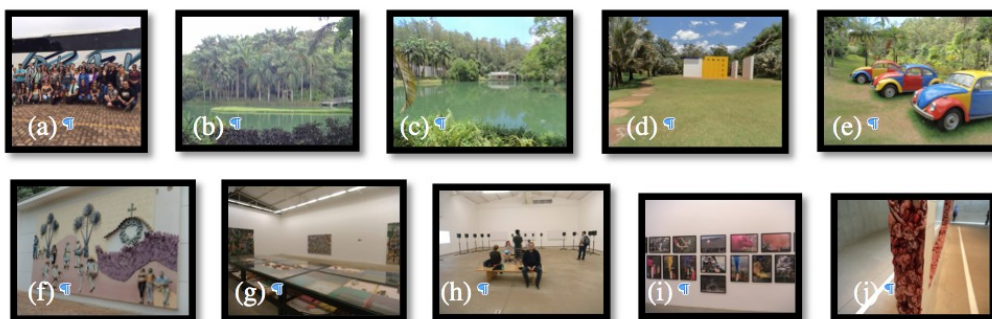 (a) ¶ (b) ¶ (c) ¶ (d) ¶ (e) ¶
(f) ¶ (g) ¶ (h) ¶ (i) ¶ (j) ¶